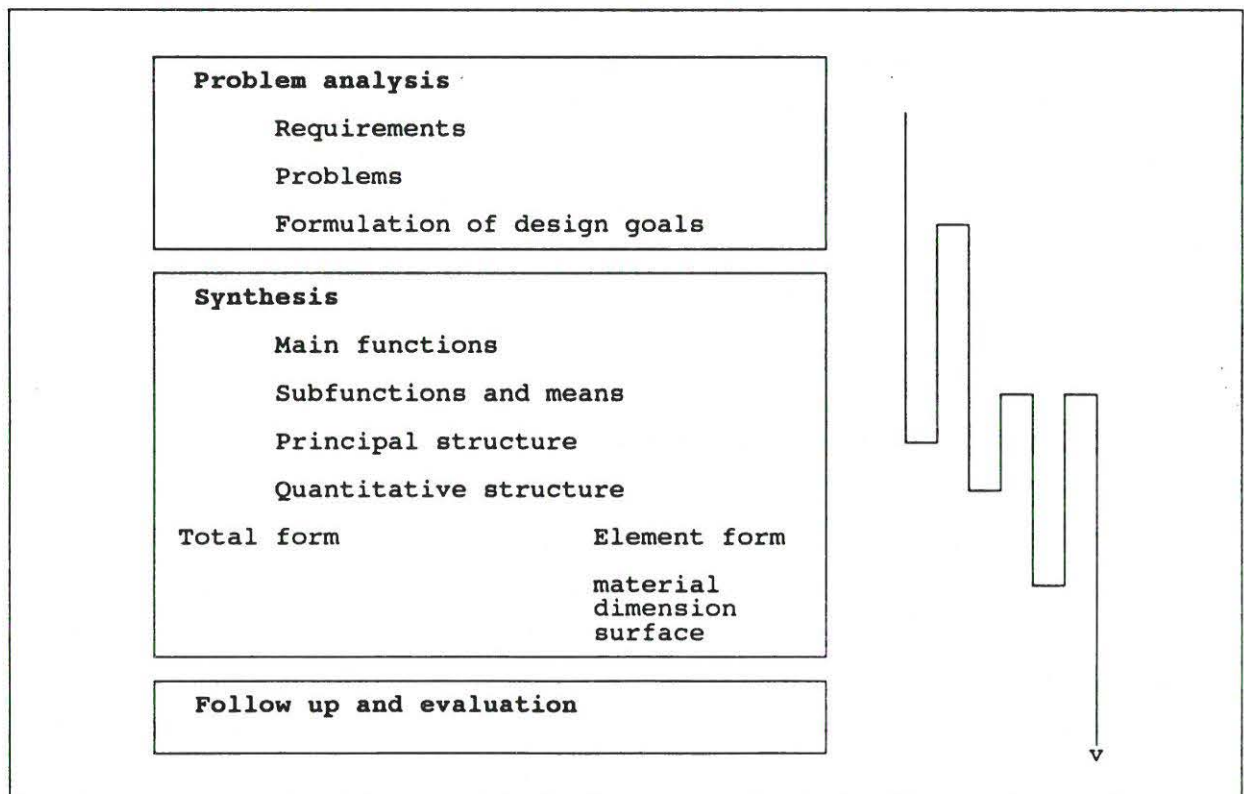 Problem analysis
Requirements
Problems
Formulation of design goals
Synthesis
Main functions
Subfunctions and means
Principal structure
Quantitative structure
Total form Element form
material
dimension
surface
Follow up and evaluation
v